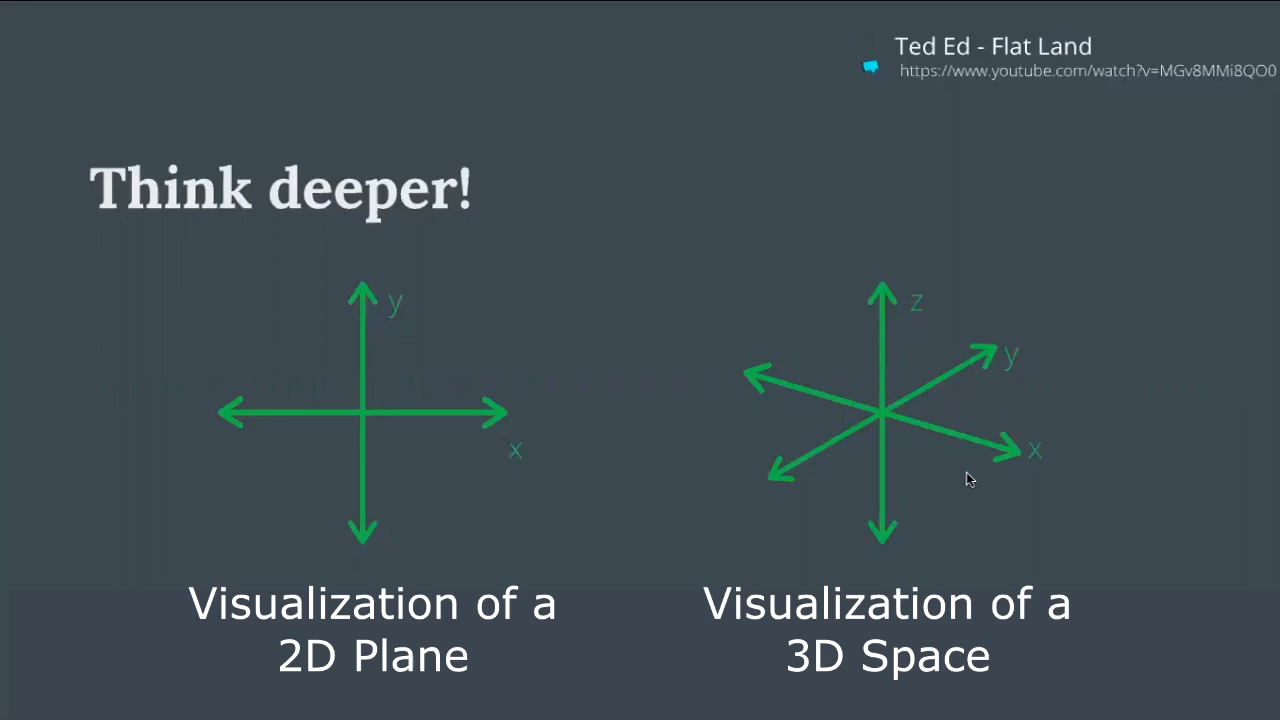 Ted Ed - Flat Land
https://www.youtube.com/watch?v=MGv8MMi8QO0
Think deeper!
y
x
z
y
x
Visualization of a
2D Plane
Visualization of a
3D Space